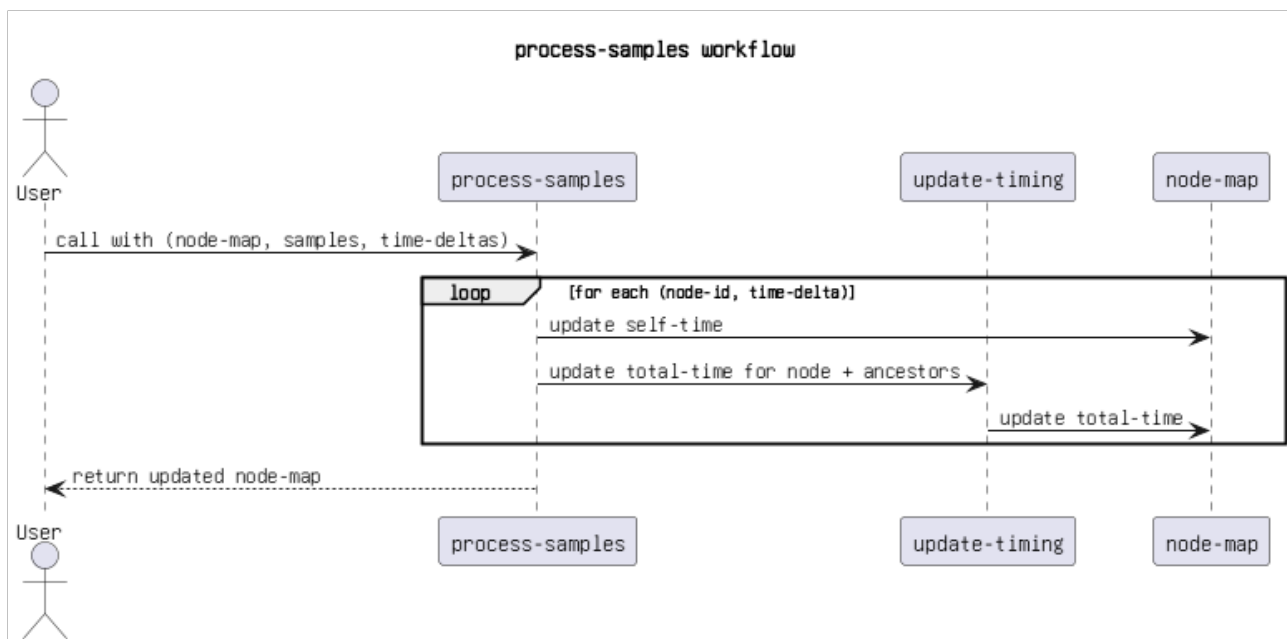 process-samples workflow
User
process-samples
update-timing
node-map
call with (node-map, samples, time-deltas)
loop
[for each (node-id, time-delta)]
update self-time
update total-time for node + ancestors
update total-time
return updated node-map
User
process-samples
update-timing
node-map